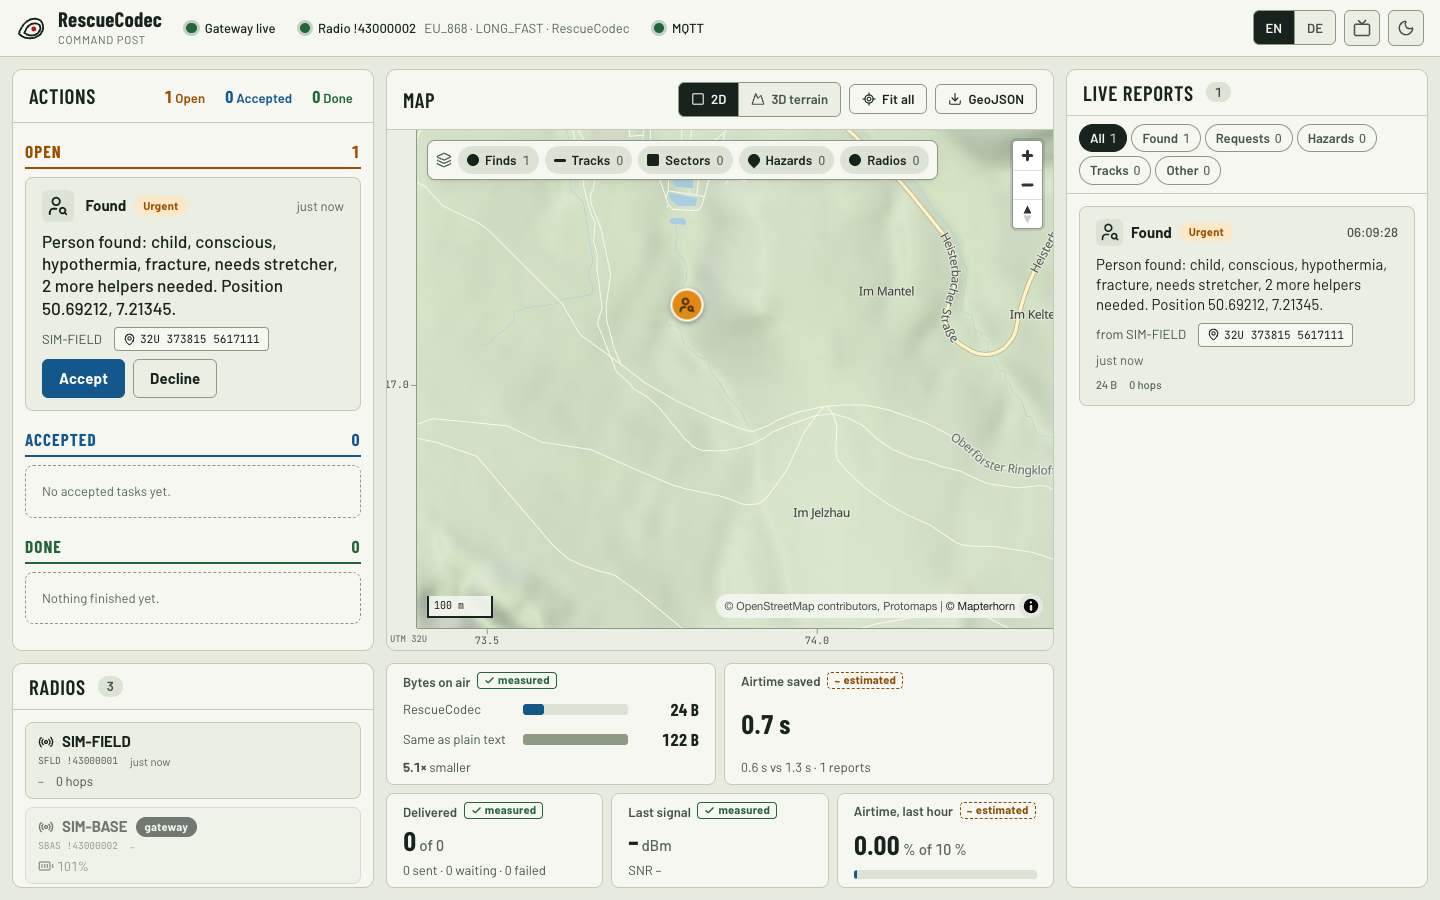 RescueCodec
COMMAND POST
Gateway live
Radio !43000002 EU_868 · LONG_FAST · RescueCodec
MQTT
EN DE
ACTIONS
1 Open 0 Accepted 0 Done
OPEN 1
Found Urgent just now
Person found: child, conscious,
hypothermia, fracture, needs stretcher,
2 more helpers needed. Position
50.69212, 7.21345.
SIM-FIELD 32U 373815 5617111
Accept Decline
ACCEPTED 0
No accepted tasks yet.
DONE 0
Nothing finished yet.
RADIOS 3
SIM-FIELD
SFLD !43000001 just now
– 0 hops
SIM-BASE gateway
SBAS !43000002 –
101%
MAP
2D 3D terrain Fit all GeoJSON
Finds 1 Tracks 0 Sectors 0 Hazards 0 Radios 0
Heisterbacher Straße
Heisterb
Im Mantel
Im Kelte
17.0
Oberförster Ringklof
Im Jelzhau
100 m
© OpenStreetMap contributors, Protomaps | © Mapterhorn
UTM 32U 73.5 74.0
Bytes on air measured
RescueCodec 24 B
Same as plain text 122 B
5.1× smaller
Airtime saved ~ estimated
0.7 s
0.6 s vs 1.3 s · 1 reports
Delivered measured
0 of 0
0 sent · 0 waiting · 0 failed
Last signal measured
– dBm
SNR –
Airtime, last hour ~ estimated
0.00 % of 10 %
LIVE REPORTS 1
All 1 Found 1 Requests 0 Hazards 0
Tracks 0 Other 0
Found Urgent 06:09:28
Person found: child, conscious, hypothermia,
fracture, needs stretcher, 2 more helpers
needed. Position 50.69212, 7.21345.
from SIM-FIELD 32U 373815 5617111
just now
24 B 0 hops